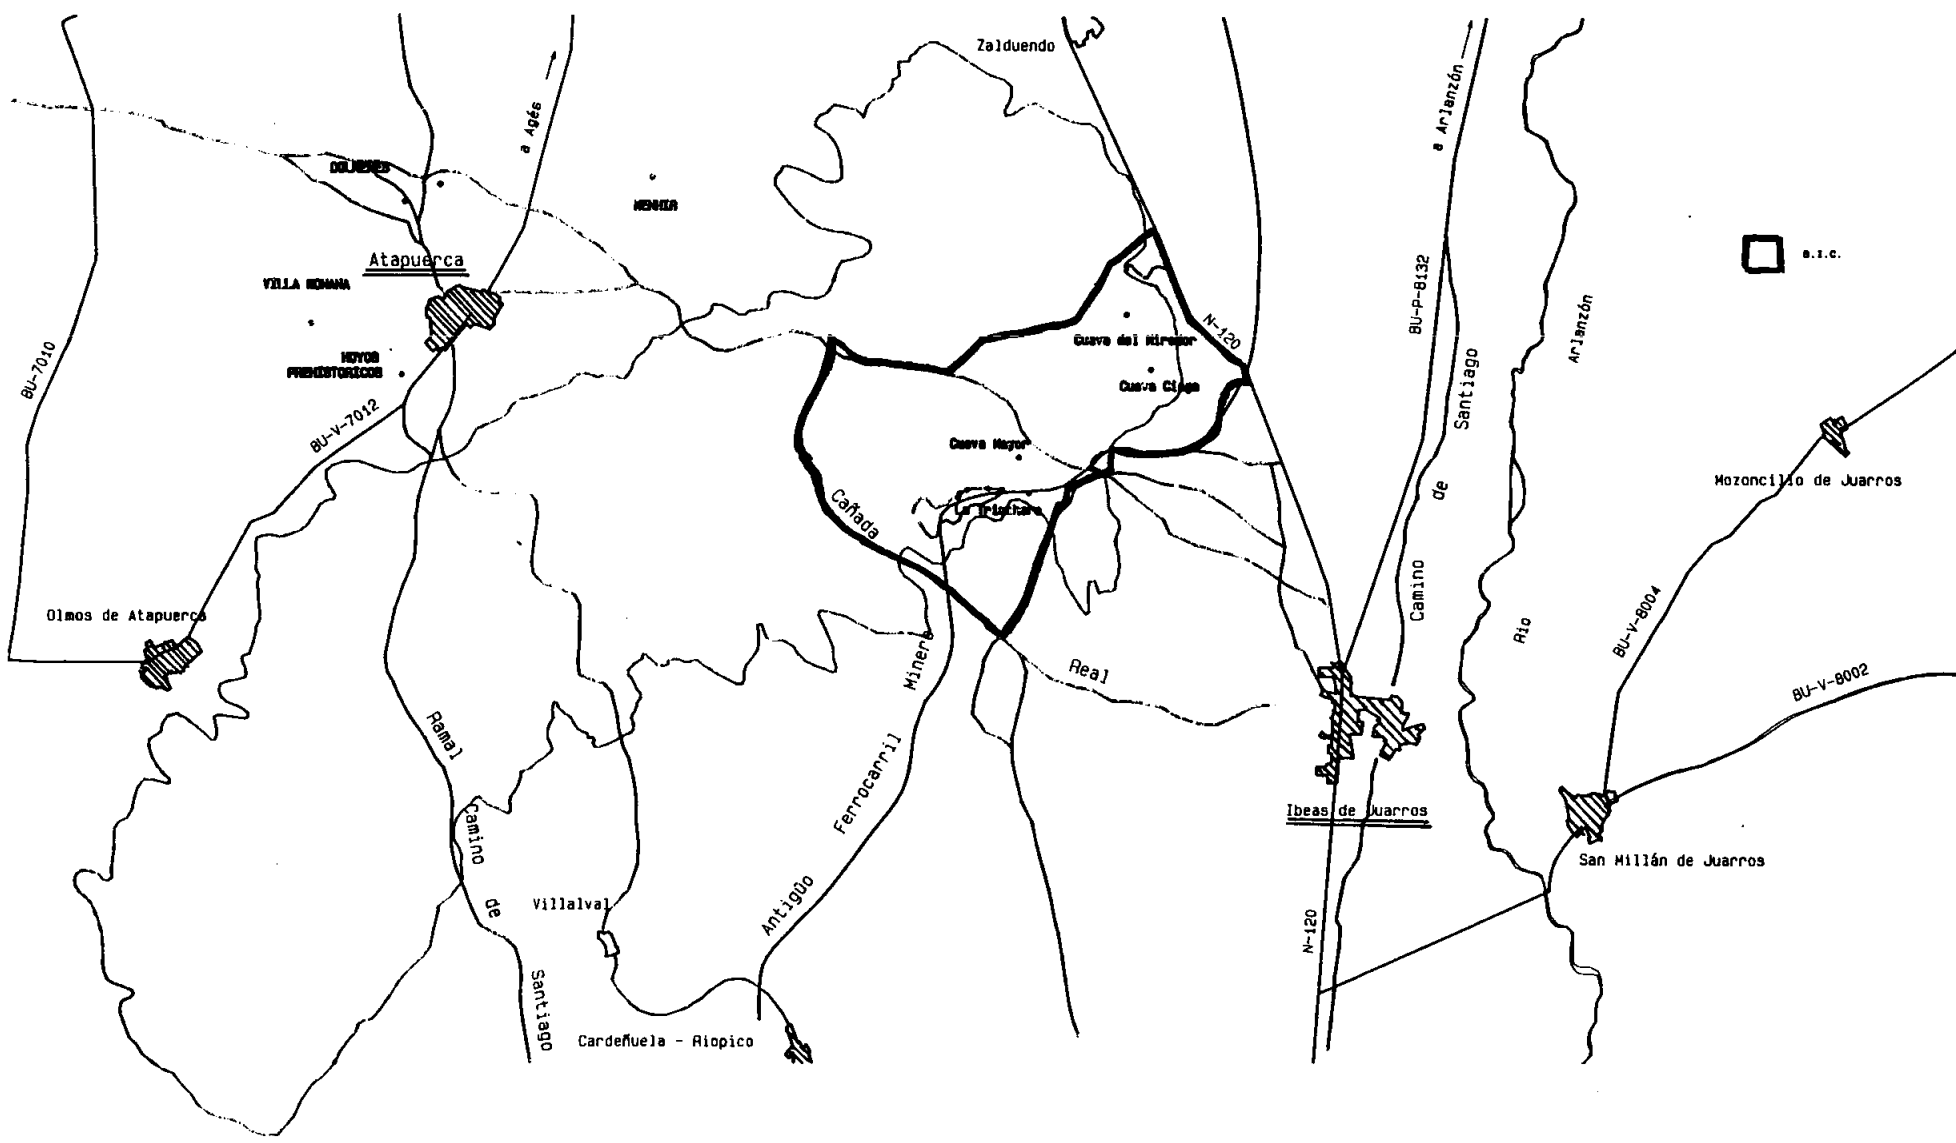 Zalduendo
a Agés
a Arlanzón
DOLMENES
MENHIR
Atapuerca
B.I.C.
VILLA ROMANA
BU-P-8132
Arlanzón
N-120
Cueva del Mirador
HOYOS
PREHISTORICOS
BU-7010
Santiago
Cueva Ciega
BU-V-7012
Cueva Mayor
de
Mozoncillo de Juarros
Cañada
La Trinchera
Camino
Olmos de Atapuerca
Rio
BU-V-8004
Minero
Real
BU-V-8002
Ramal
Ferrocarril
Ibeas de Juarros
Camino
San Millán de Juarros
Antigüo
de
Villalval
N-120
Santiago
Cardeñuela - Riopico